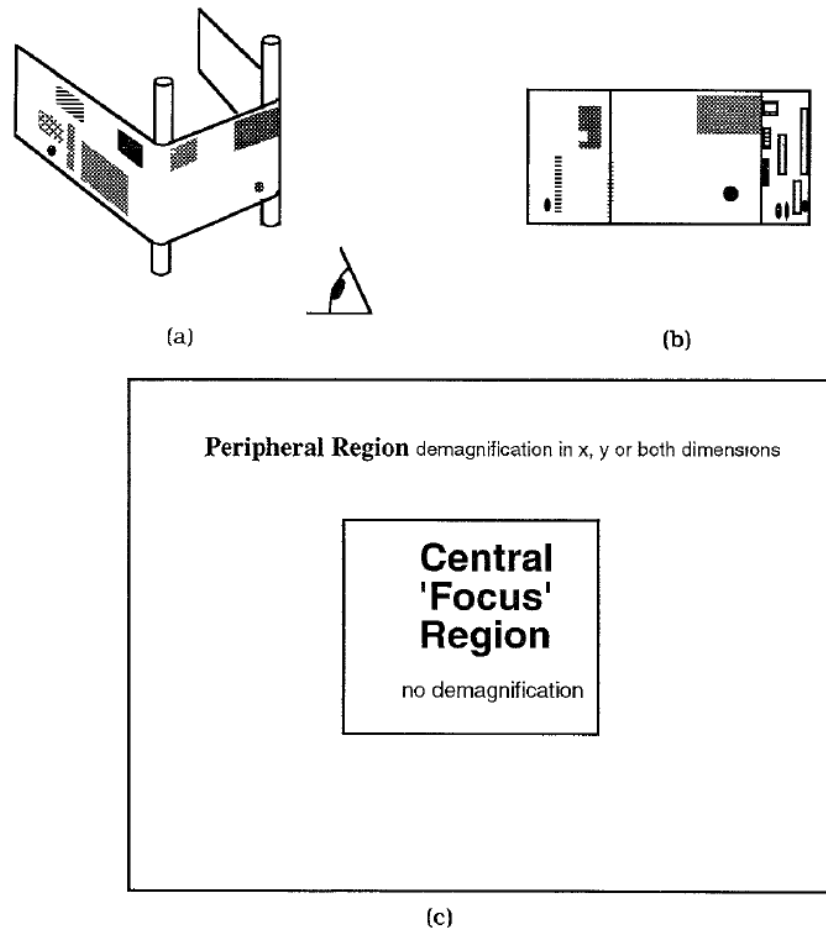 (a)
(b)
Peripheral Region demagnification in x, y or both dimensions
Central
'Focus'
Region
no demagnification
(c)